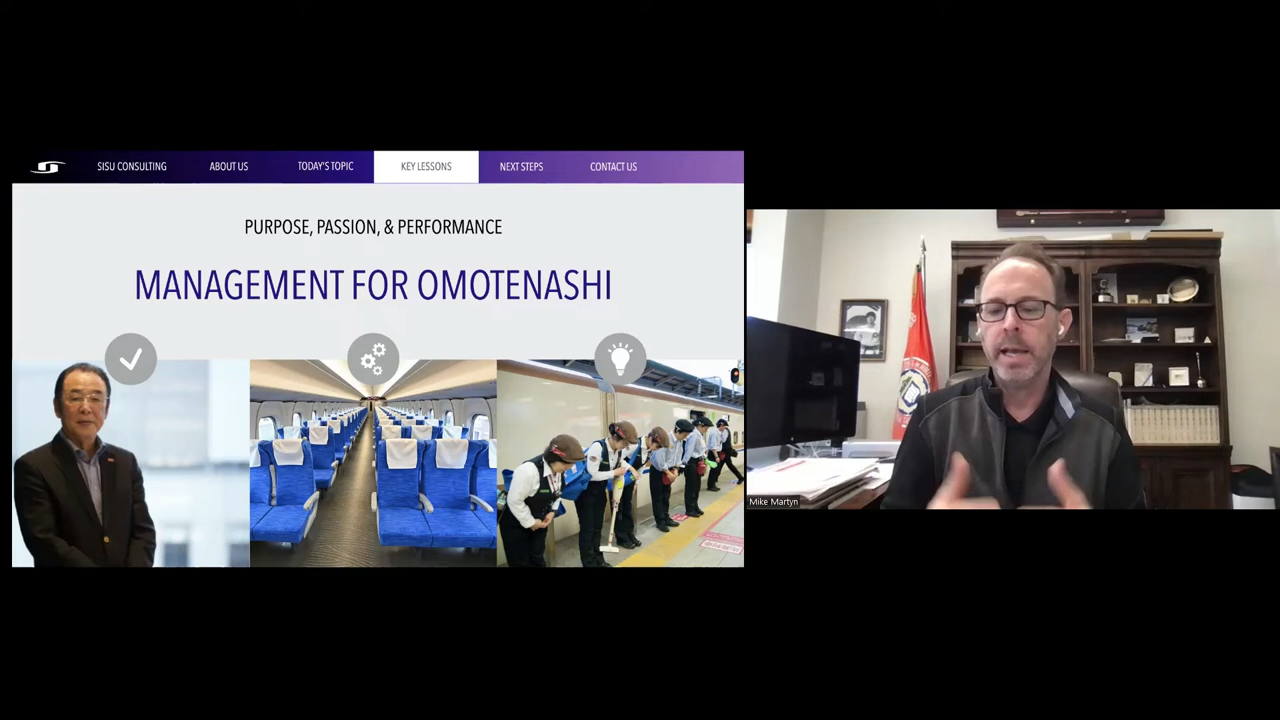 SISU CONSULTING
ABOUT US
TODAY'S TOPIC
KEY LESSONS
NEXT STEPS
CONTACT US
PURPOSE, PASSION, & PERFORMANCE
MANAGEMENT FOR OMOTENASHI
Mike Martyn